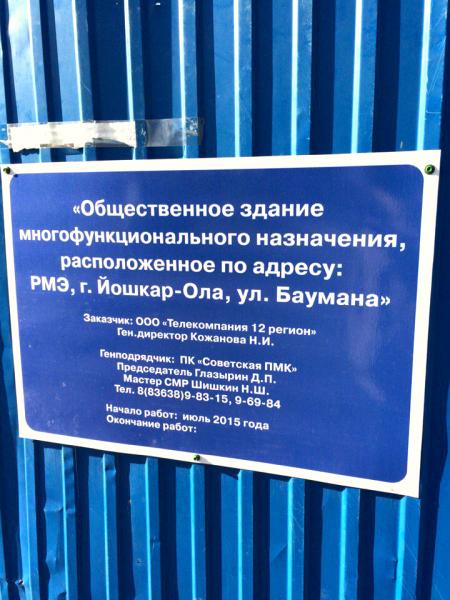 «Общественное здание
многофункционального назначения,
расположенное по адресу:
РМЭ, г. Йошкар-Ола, ул. Баумана»
Заказчик: ООО «Телекомпания 12 регион»
Ген.директор Кожанова Н.И.
Генподрядчик: ПК «Советская ПМК»
Председатель Глазырин Д.П.
Мастер СМР Шишкин Н.Ш.
Тел. 8(83638)9-83-15, 9-69-84
Начало работ: июль 2015 года
Окончание работ: